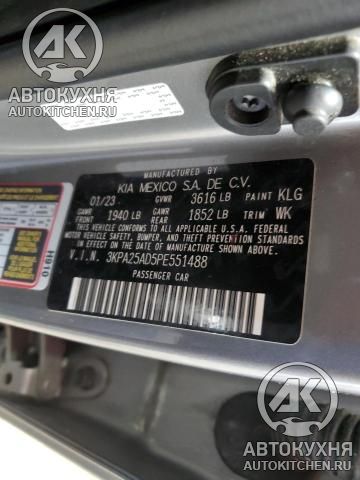 АВТОКУХНЯ
AUTOKITCHEN.RU
MANUFACTURED BY
KIA MEXICO S.A. DE C.V.
01/23 GVWR 3616 LB PAINT KLG
GAWR FRONT 1940 LB GAWR REAR 1852 LB TRIM WK
THIS VEHICLE CONFORMS TO ALL APPLICABLE U.S.A. FEDERAL
MOTOR VEHICLE SAFETY, BUMPER, AND THEFT PREVENTION
STANDARDS IN EFFECT ON THE DATE OF MANUFACTURE SHOWN ABOVE.
V.I.N. 3KPA25AD5PE551488
PASSENGER CAR
H910
АВТОКУХНЯ
AUTOKITCHEN.RU